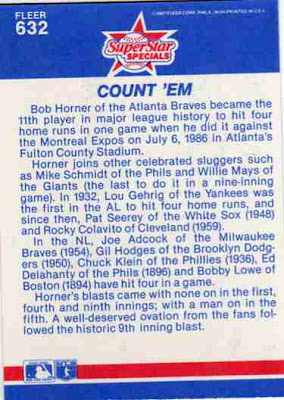 FLEER
632
Fleer
SuperStar
SPECIALS
COUNT 'EM
Bob Horner of the Atlanta Braves became the
11th player in major league history to hit four
home runs in one game when he did it against
the Montreal Expos on July 6, 1986 in Atlanta's
Fulton County Stadium.
Horner joins other celebrated sluggers such
as Mike Schmidt of the Phils and Willie Mays of
the Giants (the last to do it in a nine-inning
game). In 1932, Lou Gehrig of the Yankees was
the first in the AL to hit four home runs, and
since then, Pat Seerey of the White Sox (1948)
and Rocky Colavito of Cleveland (1959).
In the NL, Joe Adcock of the Milwaukee
Braves (1954), Gil Hodges of the Brooklyn Dodg-
ers (1950), Chuck Klein of the Phillies (1936), Ed
Delahanty of the Phils (1896) and Bobby Lowe of
Boston (1894) have hit four in a game.
Horner's blasts came with none on in the first,
fourth and ninth innings; with a man on in the
fifth. A well-deserved ovation from the fans fol-
lowed the historic 9th inning blast.